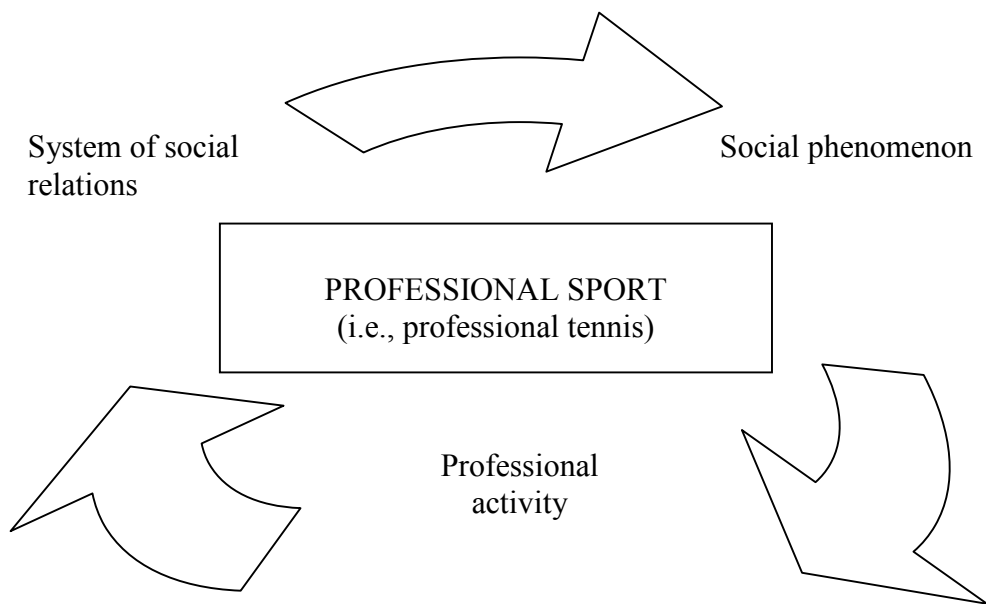 System of social
relations
Social phenomenon
PROFESSIONAL SPORT
(i.e., professional tennis)
Professional
activity